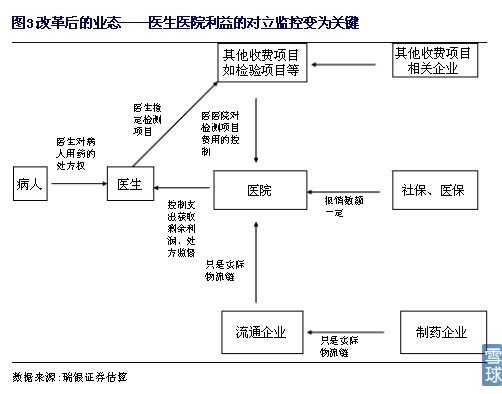 图3 改革后的业态——医生医院利益的对立监控变为关键
其他收费项目
如检验项目等
其他收费项目
相关企业
医生指
定检测
项目
医医院对
检测项目
费用的控
制
医生对病
人用药的
处方权
病人
医生
医院
社保、医保
报销数额
一定
控制支
出获取
剩余利
润，处
方监督
只是实际
物流链
流通企业
制药企业
只是实际
物流链
数据来源:瑞银证券估算
雪球